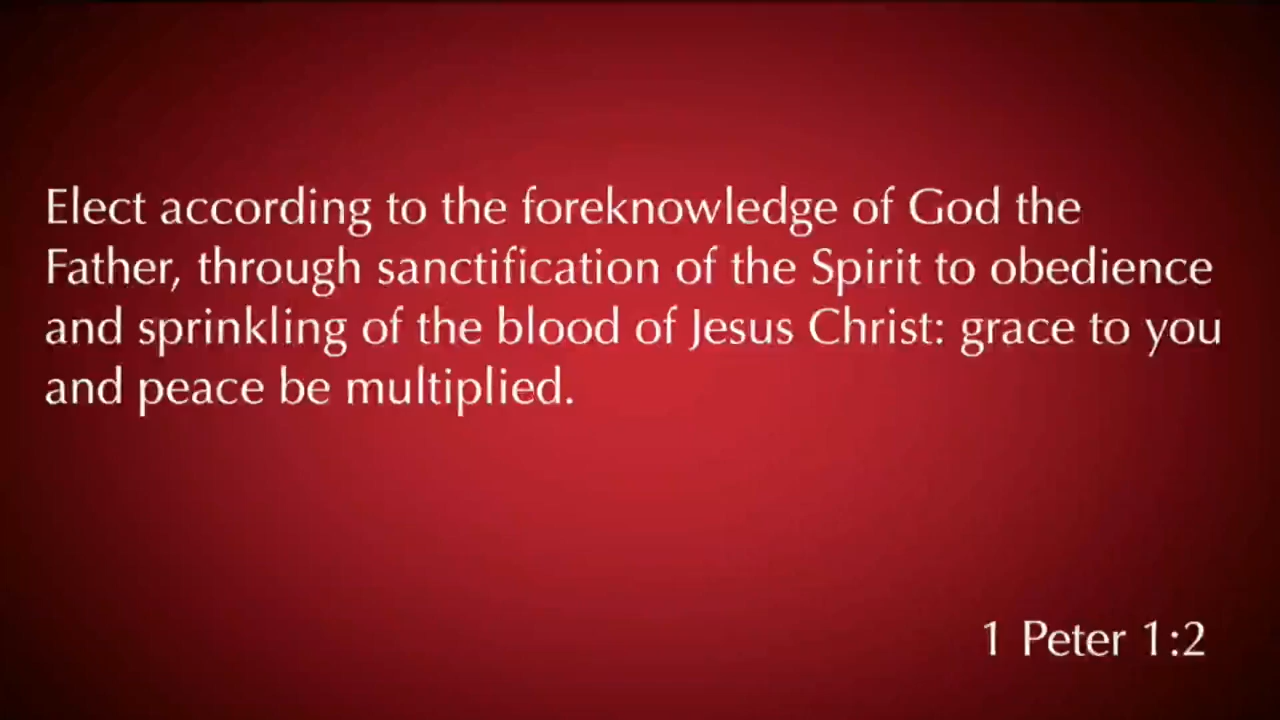 Elect according to the foreknowledge of God the
Father, through sanctification of the Spirit to obedience
and sprinkling of the blood of Jesus Christ: grace to you
and peace be multiplied.
1 Peter 1:2